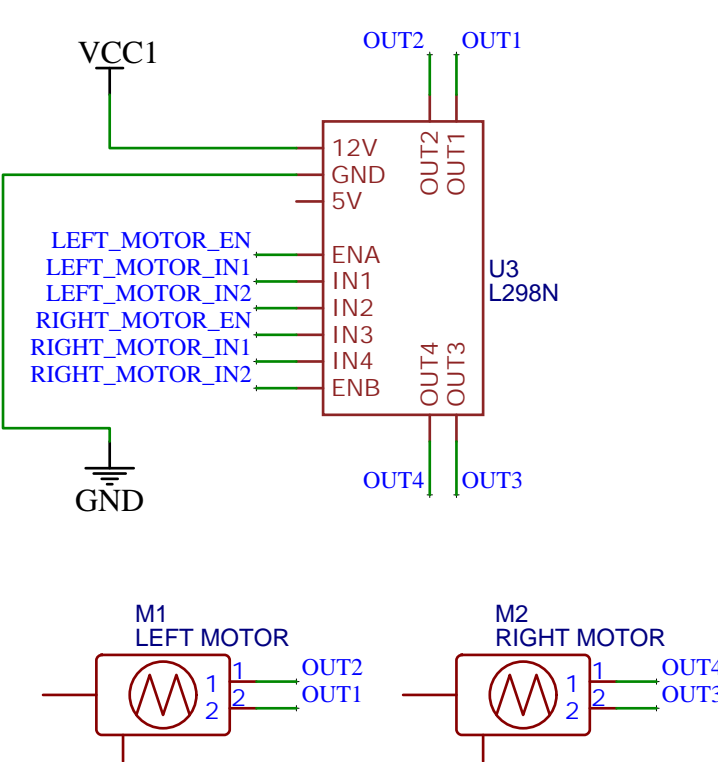 VCC1
OUT2 OUT1
12V
GND
5V
OUT2
OUT1
LEFT_MOTOR_EN ENA
LEFT_MOTOR_IN1 IN1
LEFT_MOTOR_IN2 IN2
RIGHT_MOTOR_EN IN3
RIGHT_MOTOR_IN1 IN4
RIGHT_MOTOR_IN2 ENB
U3
L298N
OUT4
OUT3
OUT4 OUT3
GND
M1
LEFT MOTOR
1 1 OUT2
2 2 OUT1
M2
RIGHT MOTOR
1 1 OUT4
2 2 OUT3